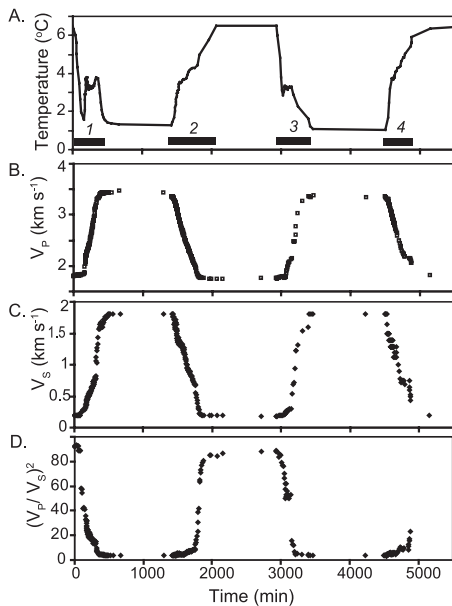 A.
Temperature (°C)
8
6
4
2
0
1
2
3
4
B.
V_P (km s⁻¹)
4
3
2
C.
V_S (km s⁻¹)
2
1.5
1
0.5
0
D.
(V_P/ V_S)²
80
60
40
20
0
0 1000 2000 3000 4000 5000
Time (min)